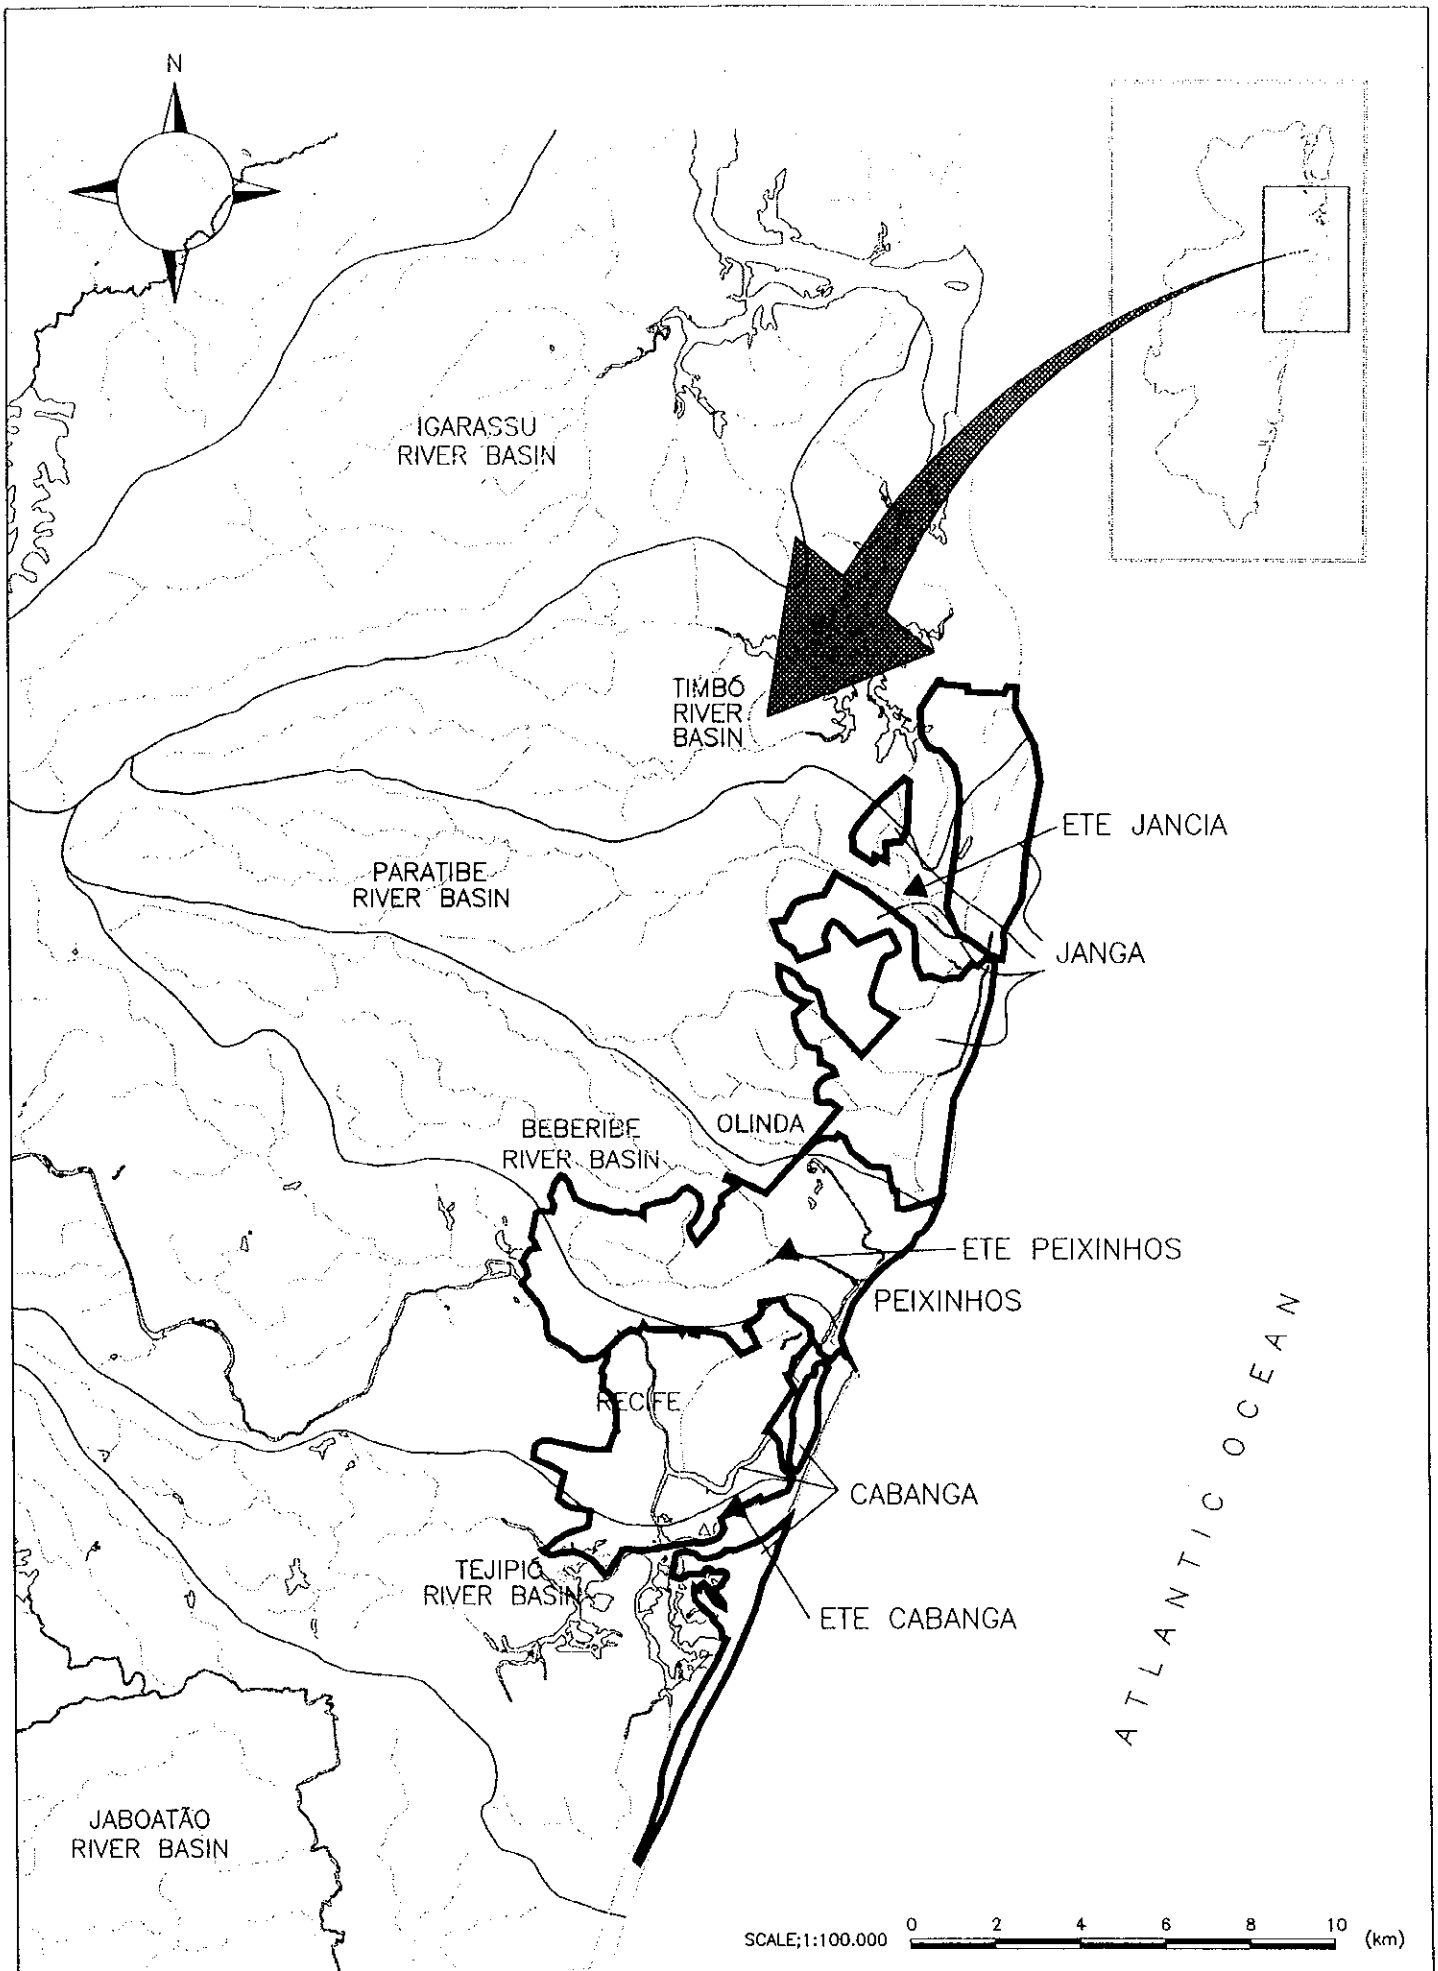 N
IGARASSU
RIVER BASIN
TIMBÓ
RIVER
BASIN
ETE JANCIA
PARATIBE
RIVER BASIN
JANGA
OLINDA
BEBERIBE
RIVER BASIN
ETE PEIXINHOS
PEIXINHOS
RECIFE
CABANGA
TEJIPIÓ
RIVER BASIN
ETE CABANGA
ATLANTIC OCEAN
JABOATÃO
RIVER BASIN
SCALE;1:100.000
0 2 4 6 8 10 (km)